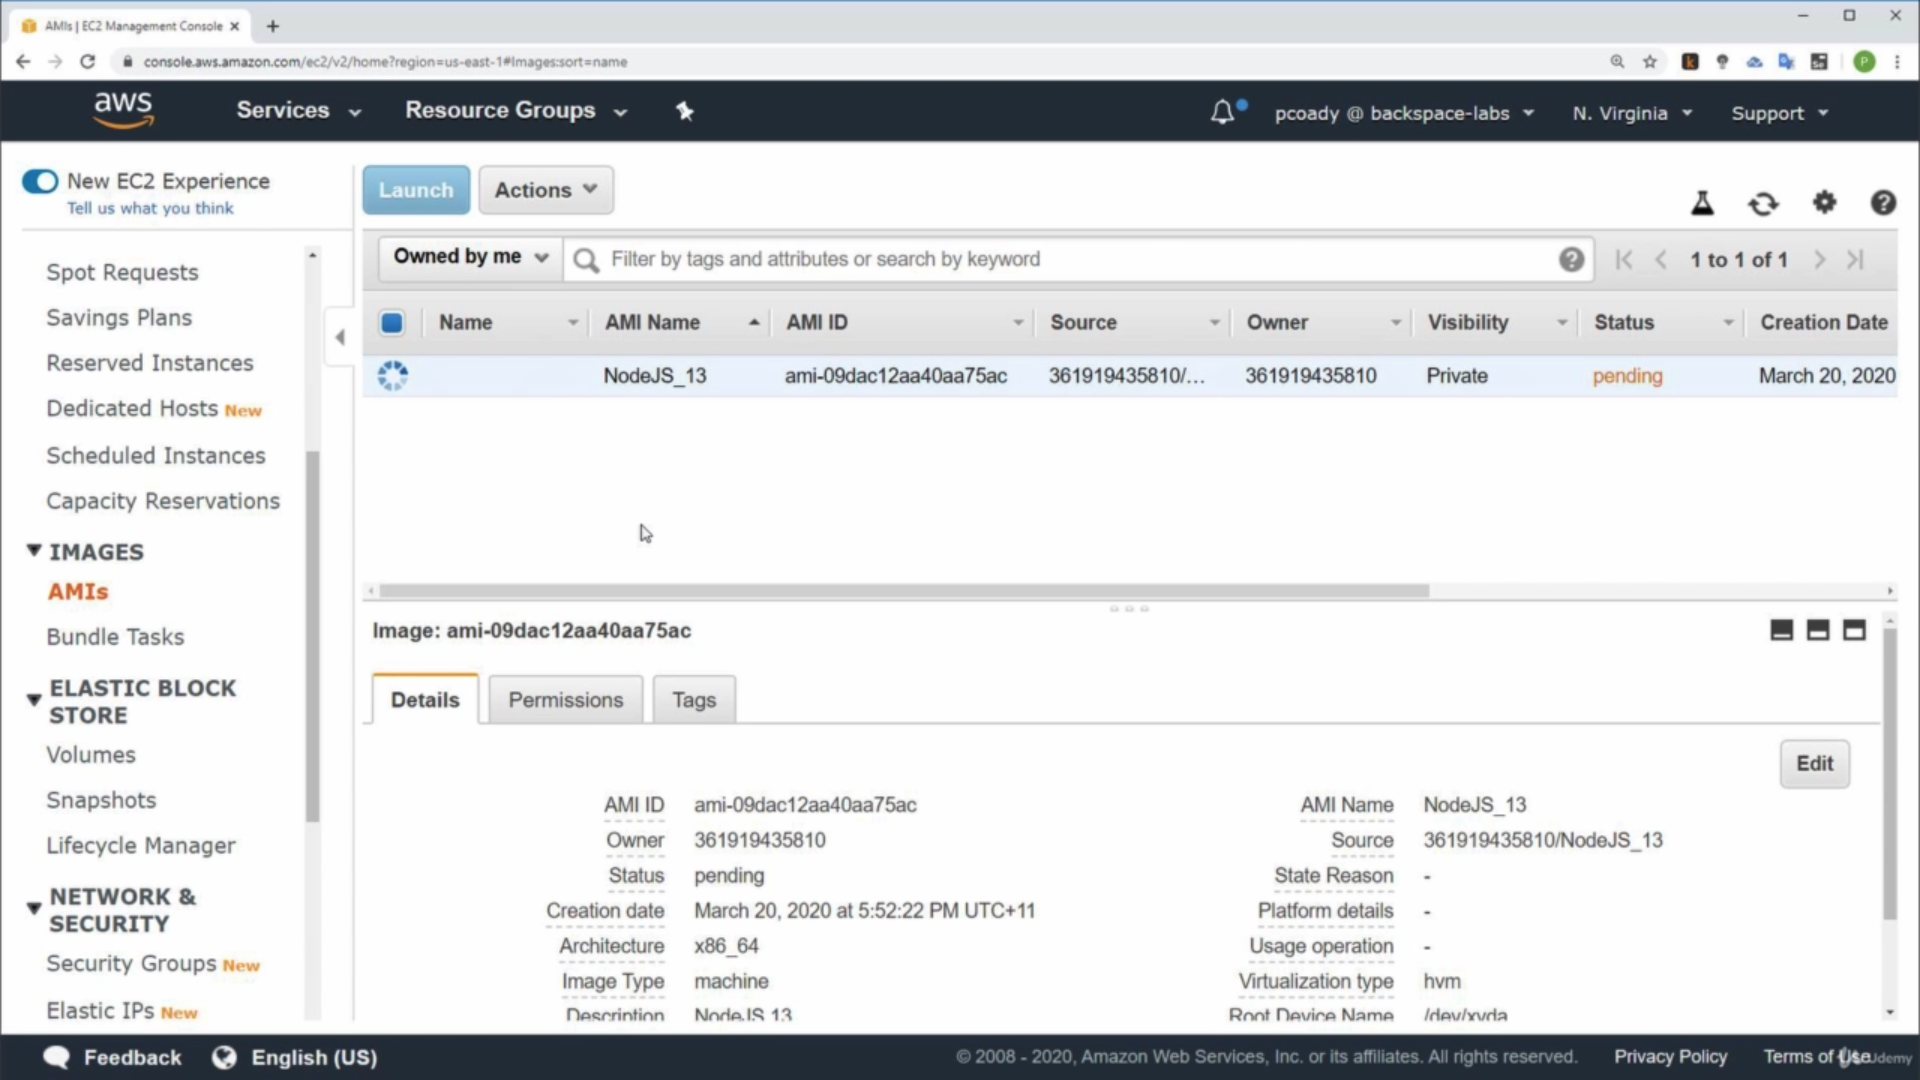 AMIs | EC2 Management Console
console.aws.amazon.com/ec2/v2/home?region=us-east-1#Images:sort=name
P
aws
Services
Resource Groups
pcoady @ backspace-labs
N. Virginia
Support
New EC2 Experience
Tell us what you think
Spot Requests
Savings Plans
Reserved Instances
Dedicated Hosts New
Scheduled Instances
Capacity Reservations
IMAGES
AMIs
Bundle Tasks
ELASTIC BLOCK
STORE
Volumes
Snapshots
Lifecycle Manager
NETWORK &
SECURITY
Security Groups New
Elastic IPs New
Launch
Actions
Owned by me
Filter by tags and attributes or search by keyword
1 to 1 of 1
Name AMI Name AMI ID Source Owner Visibility Status Creation Date
NodeJS_13 ami-09dac12aa40aa75ac 361919435810/... 361919435810 Private pending March 20, 2020
Image: ami-09dac12aa40aa75ac
Details Permissions Tags
Edit
AMI ID ami-09dac12aa40aa75ac AMI Name NodeJS_13
Owner 361919435810 Source 361919435810/NodeJS_13
Status pending State Reason -
Creation date March 20, 2020 at 5:52:22 PM UTC+11 Platform details -
Architecture x86_64 Usage operation -
Image Type machine Virtualization type hvm
Description NodeJS 13 Root Device Name /dev/xvda
Feedback
English (US)
© 2008 - 2020, Amazon Web Services, Inc. or its affiliates. All rights reserved.
Privacy Policy
Terms of Use
Udemy